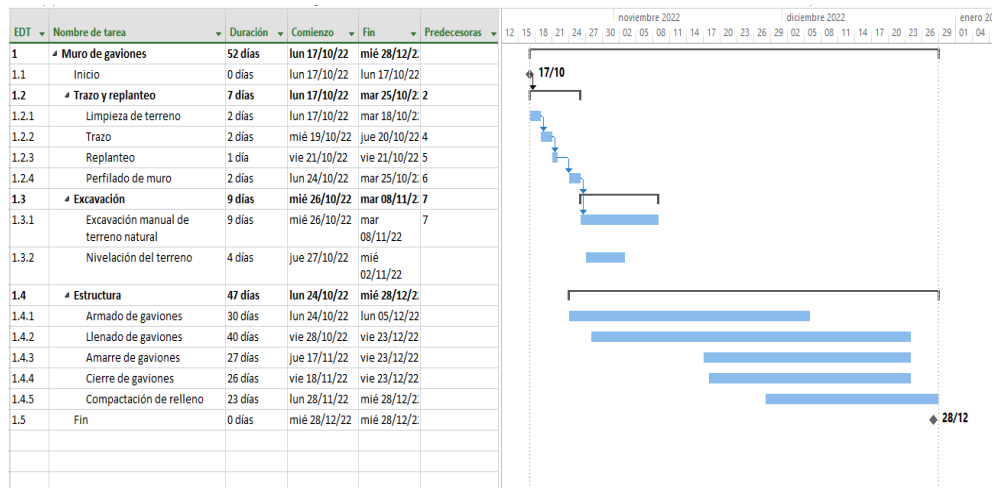 noviembre 2022 diciembre 2022 enero 20
EDT Nombre de tarea Duración Comienzo Fin Predecesoras 12 15 18 21 24 27 30 02 05 08 11 14 17 20 23 26 29 02 05 08 11 14 17 20 23 26 29 01 04
1 Muro de gaviones 52 días lun 17/10/22 mié 28/12/2
1.1 Inicio 0 días lun 17/10/22 lun 17/10/22 17/10
1.2 Trazo y replanteo 7 días lun 17/10/22 mar 25/10/2 2
1.2.1 Limpieza de terreno 2 días lun 17/10/22 mar 18/10/2
1.2.2 Trazo 2 días mié 19/10/22 jue 20/10/22 4
1.2.3 Replanteo 1 día vie 21/10/22 vie 21/10/22 5
1.2.4 Perfilado de muro 2 días lun 24/10/22 mar 25/10/2 6
1.3 Excavación 9 días mié 26/10/22 mar 08/11/2 7
1.3.1 Excavación manual de 9 días mié 26/10/22 mar 7
terreno natural 08/11/22
1.3.2 Nivelación del terreno 4 días jue 27/10/22 mié
02/11/22
1.4 Estructura 47 días lun 24/10/22 mié 28/12/2
1.4.1 Armado de gaviones 30 días lun 24/10/22 lun 05/12/22
1.4.2 Llenado de gaviones 40 días vie 28/10/22 vie 23/12/22
1.4.3 Amarre de gaviones 27 días jue 17/11/22 vie 23/12/22
1.4.4 Cierre de gaviones 26 días vie 18/11/22 vie 23/12/22
1.4.5 Compactación de relleno 23 días lun 28/11/22 mié 28/12/2
1.5 Fin 0 días mié 28/12/22 mié 28/12/2 28/12